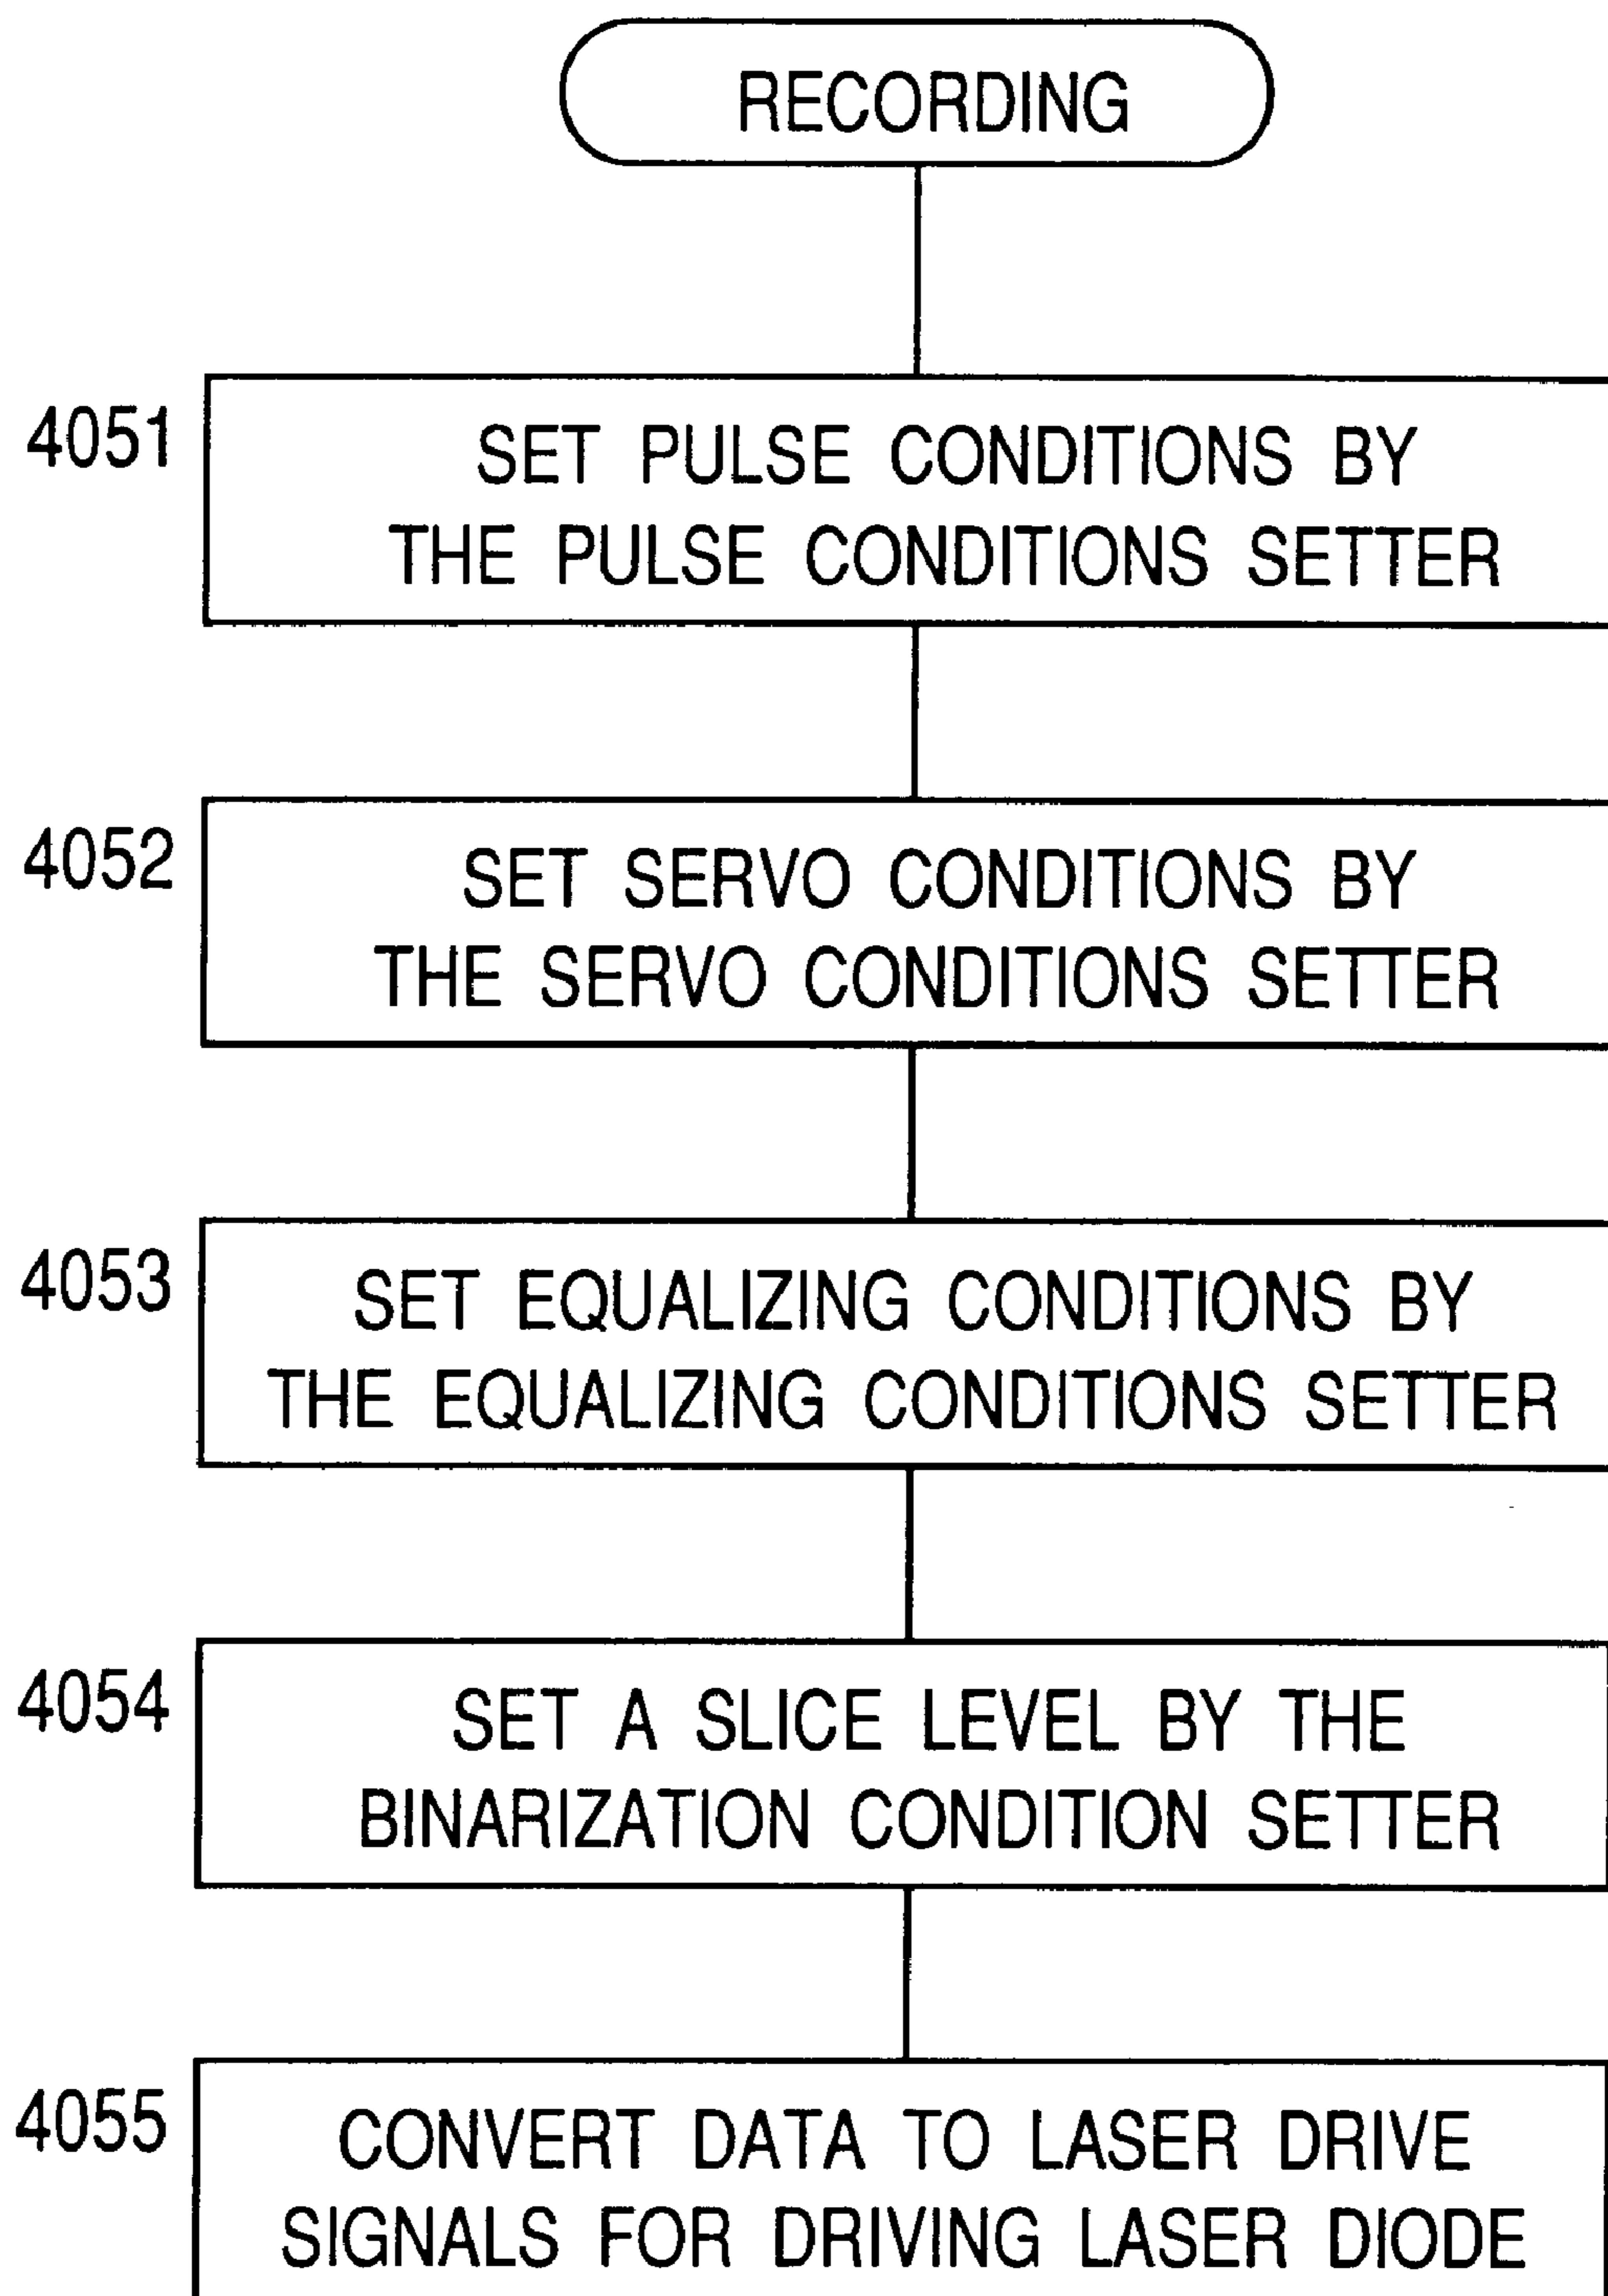 RECORDING
4051
SET PULSE CONDITIONS BY
THE PULSE CONDITIONS SETTER
4052
SET SERVO CONDITIONS BY
THE SERVO CONDITIONS SETTER
4053
SET EQUALIZING CONDITIONS BY
THE EQUALIZING CONDITIONS SETTER
4054
SET A SLICE LEVEL BY THE
BINARIZATION CONDITION SETTER
4055
CONVERT DATA TO LASER DRIVE
SIGNALS FOR DRIVING LASER DIODE